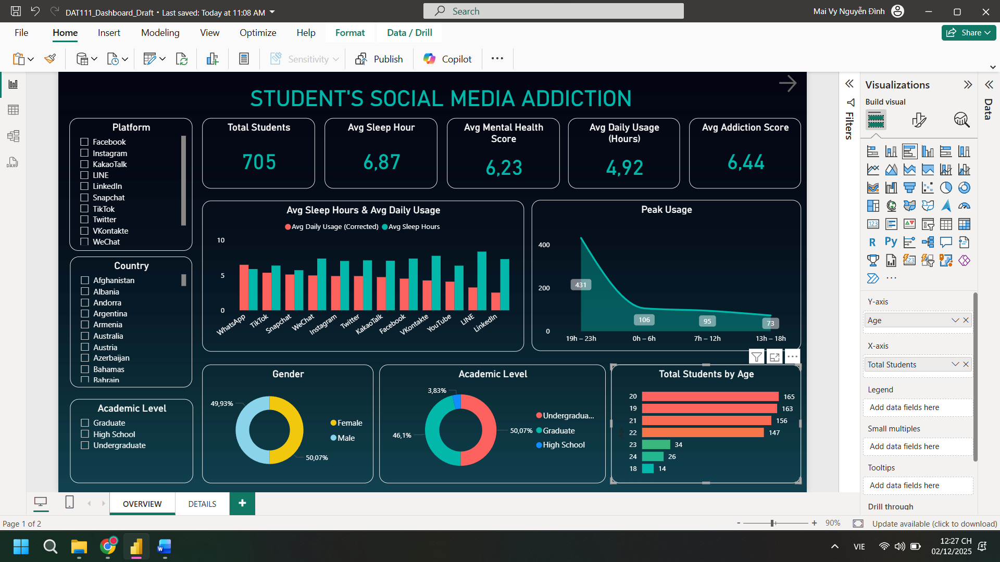 DAT111_Dashboard_Draft • Last saved: Today at 11:08 AM
Search
Mai Vy Nguyễn Đình
File
Home
Insert
Modeling
View
Optimize
Help
Format
Data / Drill
Share
Sensitivity
Publish
Copilot
DAX
STUDENT'S SOCIAL MEDIA ADDICTION
Platform
Facebook
Instagram
KakaoTalk
LINE
LinkedIn
Snapchat
TikTok
Twitter
VKontakte
WeChat
Country
Afghanistan
Albania
Andorra
Argentina
Armenia
Australia
Austria
Azerbaijan
Bahamas
Bahrain
Academic Level
Graduate
High School
Undergraduate
Total Students
705
Avg Sleep Hour
6,87
Avg Mental Health
Score
6,23
Avg Daily Usage
(Hours)
4,92
Avg Addiction Score
6,44
Avg Sleep Hours & Avg Daily Usage
Avg Daily Usage (Corrected)
Avg Sleep Hours
10
5
0
WhatsApp
TikTok
Snapchat
WeChat
Instagram
Twitter
KakaoTalk
Facebook
VKontakte
YouTube
LINE
LinkedIn
Peak Usage
400
200
0
431
106
95
73
19h – 23h
0h – 6h
7h – 12h
13h – 18h
Gender
49,93%
50,07%
Female
Male
Academic Level
3,83%
46,1%
50,07%
Undergradua...
Graduate
High School
Total Students by Age
20 165
19 163
21 156
22 147
23 34
24 26
18 14
Filters
Visualizations
Build visual
123
R
Py
123
Y-axis
Age
X-axis
Total Students
Legend
Add data fields here
Small multiples
Add data fields here
Tooltips
Add data fields here
Drill through
Data
OVERVIEW
DETAILS
Page 1 of 2
90%
Update available (click to download)
VIE
12:27 CH
02/12/2025